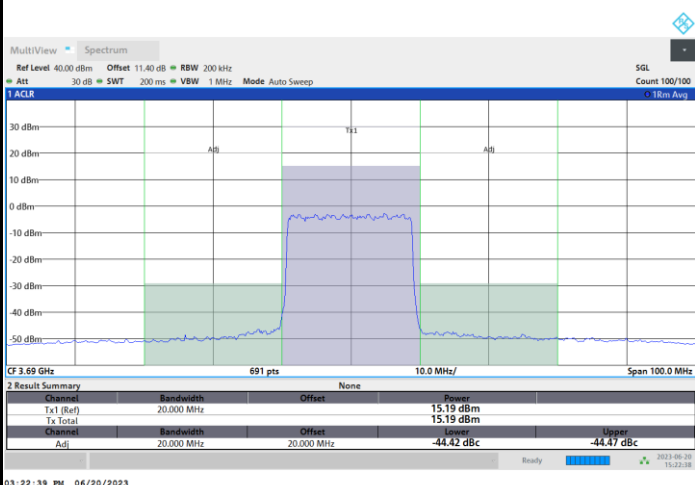 MultiView Spectrum
Ref Level 40.00 dBm Offset 11.40 dB RBW 200 kHz SGL
Att 30 dB SWT 200 ms VBW 1 MHz Mode Auto Sweep Count 100/100
1 ACLR 1Rm Avg
30 dBm
Tx1
20 dBm Adj Adj
10 dBm
0 dBm
-10 dBm
-20 dBm
-30 dBm
-40 dBm
-50 dBm
CF 3.69 GHz 691 pts 10.0 MHz/ Span 100.0 MHz
2 Result Summary None
Channel Bandwidth Offset Power
Tx1 (Ref) 20.000 MHz 15.19 dBm
Tx Total 15.19 dBm
Channel Bandwidth Offset Lower Upper
Adj 20.000 MHz 20.000 MHz -44.42 dBc -44.47 dBc
Ready 2023-06-20
15:22:38
03:22:39 PM 06/20/2023